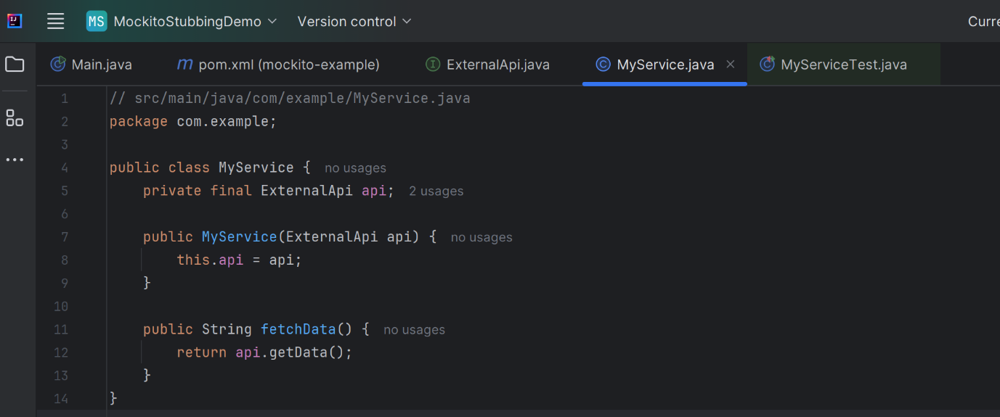 MS MockitoStubbingDemo Version control Curre
Main.java m pom.xml (mockito-example) ExternalApi.java MyService.java MyServiceTest.java
1 // src/main/java/com/example/MyService.java
2 package com.example;
3
4 public class MyService { no usages
5 private final ExternalApi api; 2 usages
6
7 public MyService(ExternalApi api) { no usages
8 this.api = api;
9 }
10
11 public String fetchData() { no usages
12 return api.getData();
13 }
14 }